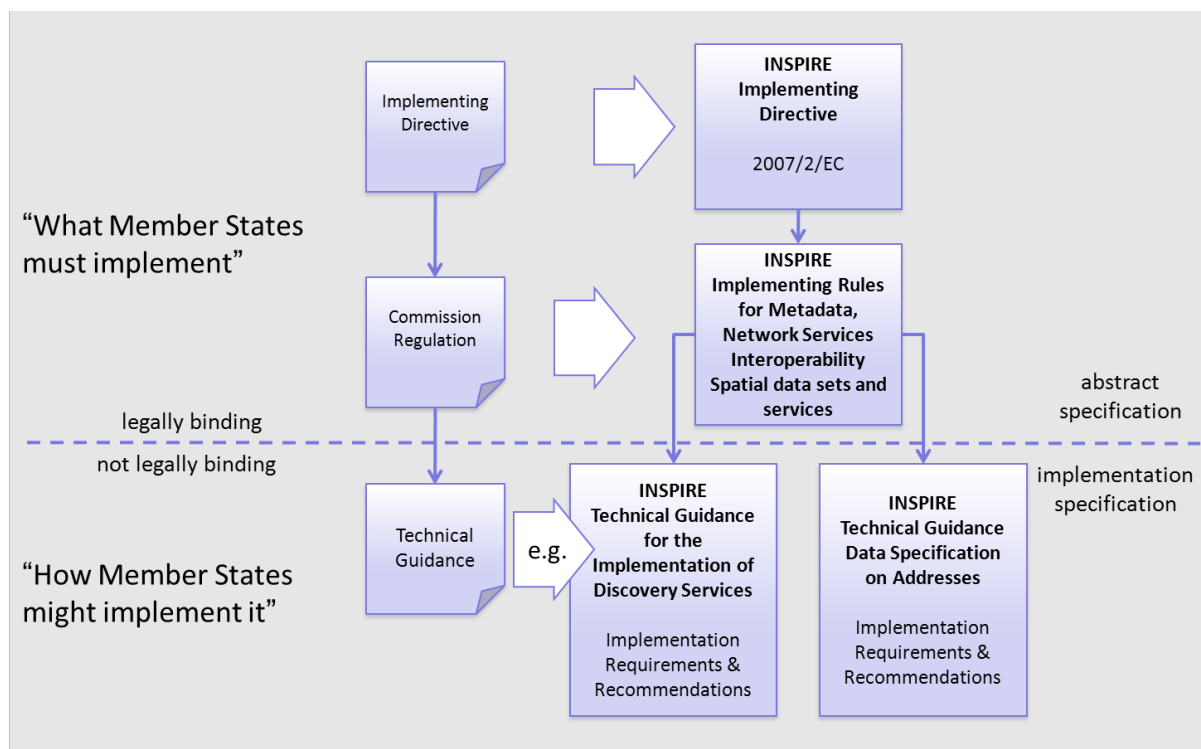 INSPIRE
Implementing
Directive
2007/2/EC
Implementing
Directive
“What Member States
must implement”
INSPIRE
Implementing Rules
for Metadata,
Network Services
Interoperability
Spatial data sets and
services
Commission
Regulation
abstract
specification
legally binding
not legally binding
implementation
specification
Technical
Guidance
e.g.
INSPIRE
Technical Guidance
for the
Implementation of
Discovery Services
Implementation
Requirements &
Recommendations
INSPIRE
Technical Guidance
Data Specification
on Addresses
Implementation
Requirements &
Recommendations
“How Member States
might implement it”